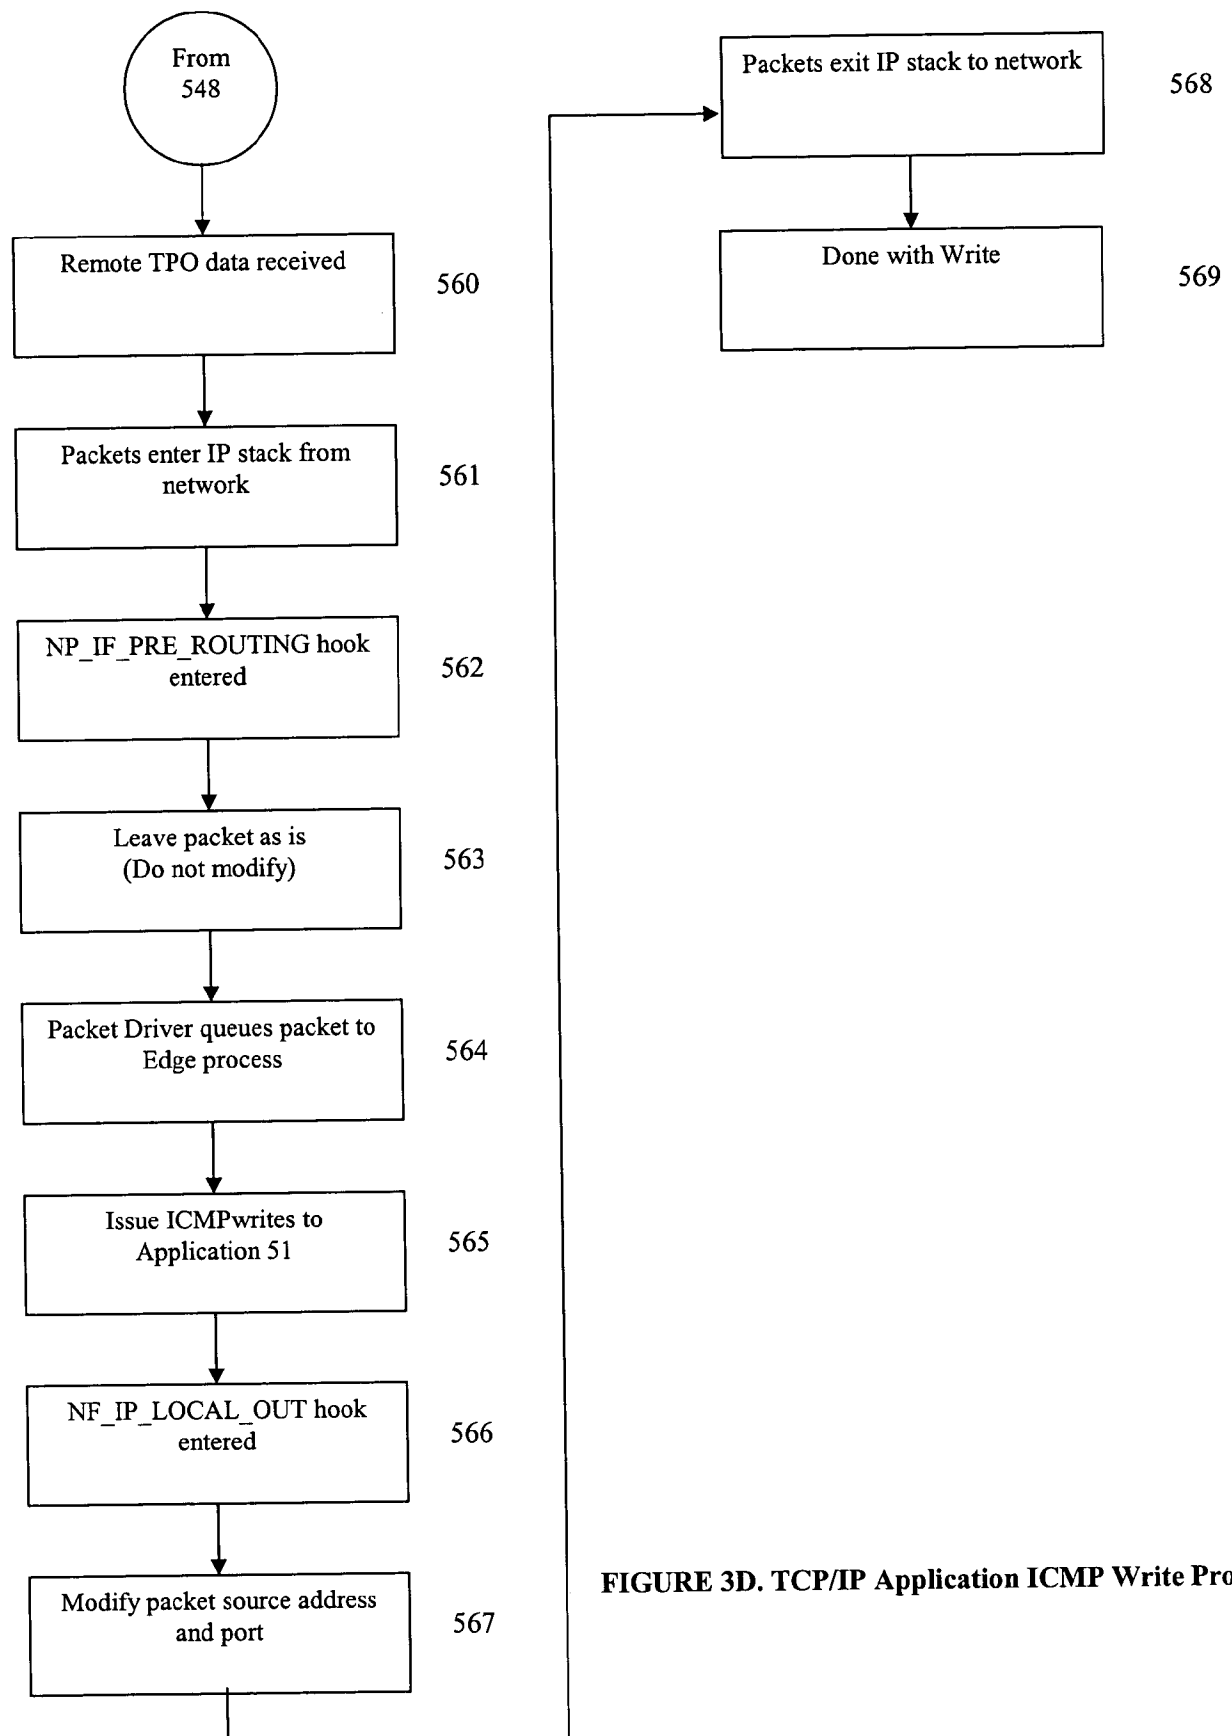 From
548
Remote TPO data received
560
Packets enter IP stack from
network
561
NP_IF_PRE_ROUTING hook
entered
562
Leave packet as is
(Do not modify)
563
Packet Driver queues packet to
Edge process
564
Issue ICMPwrites to
Application 51
565
NF_IP_LOCAL_OUT hook
entered
566
Modify packet source address
and port
567
Packets exit IP stack to network
568
Done with Write
569
FIGURE 3D. TCP/IP Application ICMP Write Pro